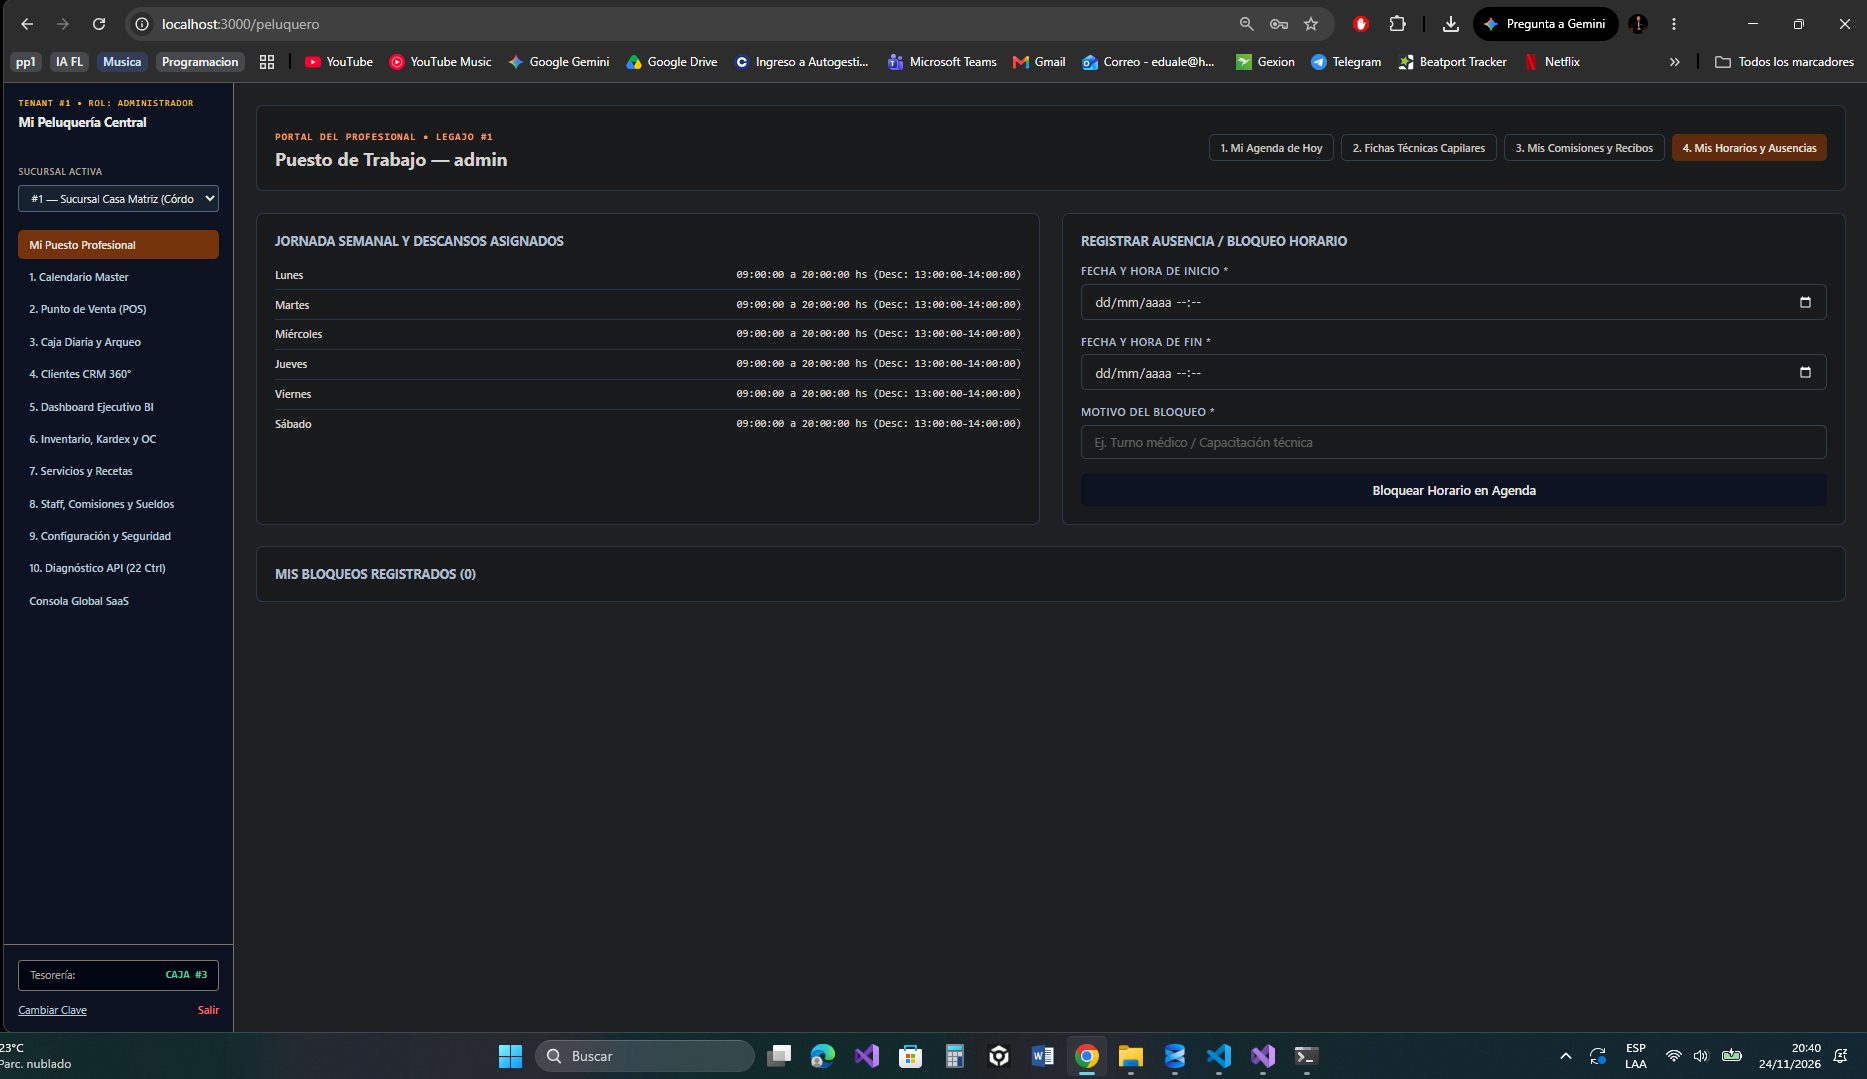 localhost:3000/peluquero
Pregunta a Gemini
pp1
IA FL
Musica
Programacion
YouTube
YouTube Music
Google Gemini
Google Drive
Ingreso a Autogesti...
Microsoft Teams
Gmail
Correo - eduale@h...
Gexion
Telegram
Beatport Tracker
Netflix
Todos los marcadores
TENANT #1 • ROL: ADMINISTRADOR
Mi Peluquería Central
SUCURSAL ACTIVA
#1 — Sucursal Casa Matriz (Córdo
Mi Puesto Profesional
1. Calendario Master
2. Punto de Venta (POS)
3. Caja Diaria y Arqueo
4. Clientes CRM 360°
5. Dashboard Ejecutivo BI
6. Inventario, Kardex y OC
7. Servicios y Recetas
8. Staff, Comisiones y Sueldos
9. Configuración y Seguridad
10. Diagnóstico API (22 Ctrl)
Consola Global SaaS
Tesorería: CAJA #3
Cambiar Clave
Salir
PORTAL DEL PROFESIONAL • LEGAJO #1
Puesto de Trabajo — admin
1. Mi Agenda de Hoy
2. Fichas Técnicas Capilares
3. Mis Comisiones y Recibos
4. Mis Horarios y Ausencias
JORNADA SEMANAL Y DESCANSOS ASIGNADOS
Lunes 09:00:00 a 20:00:00 hs (Desc: 13:00:00-14:00:00)
Martes 09:00:00 a 20:00:00 hs (Desc: 13:00:00-14:00:00)
Miércoles 09:00:00 a 20:00:00 hs (Desc: 13:00:00-14:00:00)
Jueves 09:00:00 a 20:00:00 hs (Desc: 13:00:00-14:00:00)
Viernes 09:00:00 a 20:00:00 hs (Desc: 13:00:00-14:00:00)
Sábado 09:00:00 a 20:00:00 hs (Desc: 13:00:00-14:00:00)
REGISTRAR AUSENCIA / BLOQUEO HORARIO
FECHA Y HORA DE INICIO *
dd/mm/aaaa --:--
FECHA Y HORA DE FIN *
dd/mm/aaaa --:--
MOTIVO DEL BLOQUEO *
Ej. Turno médico / Capacitación técnica
Bloquear Horario en Agenda
MIS BLOQUEOS REGISTRADOS (0)
23°C
Parc. nublado
Buscar
ESP
LAA
20:40
24/11/2026